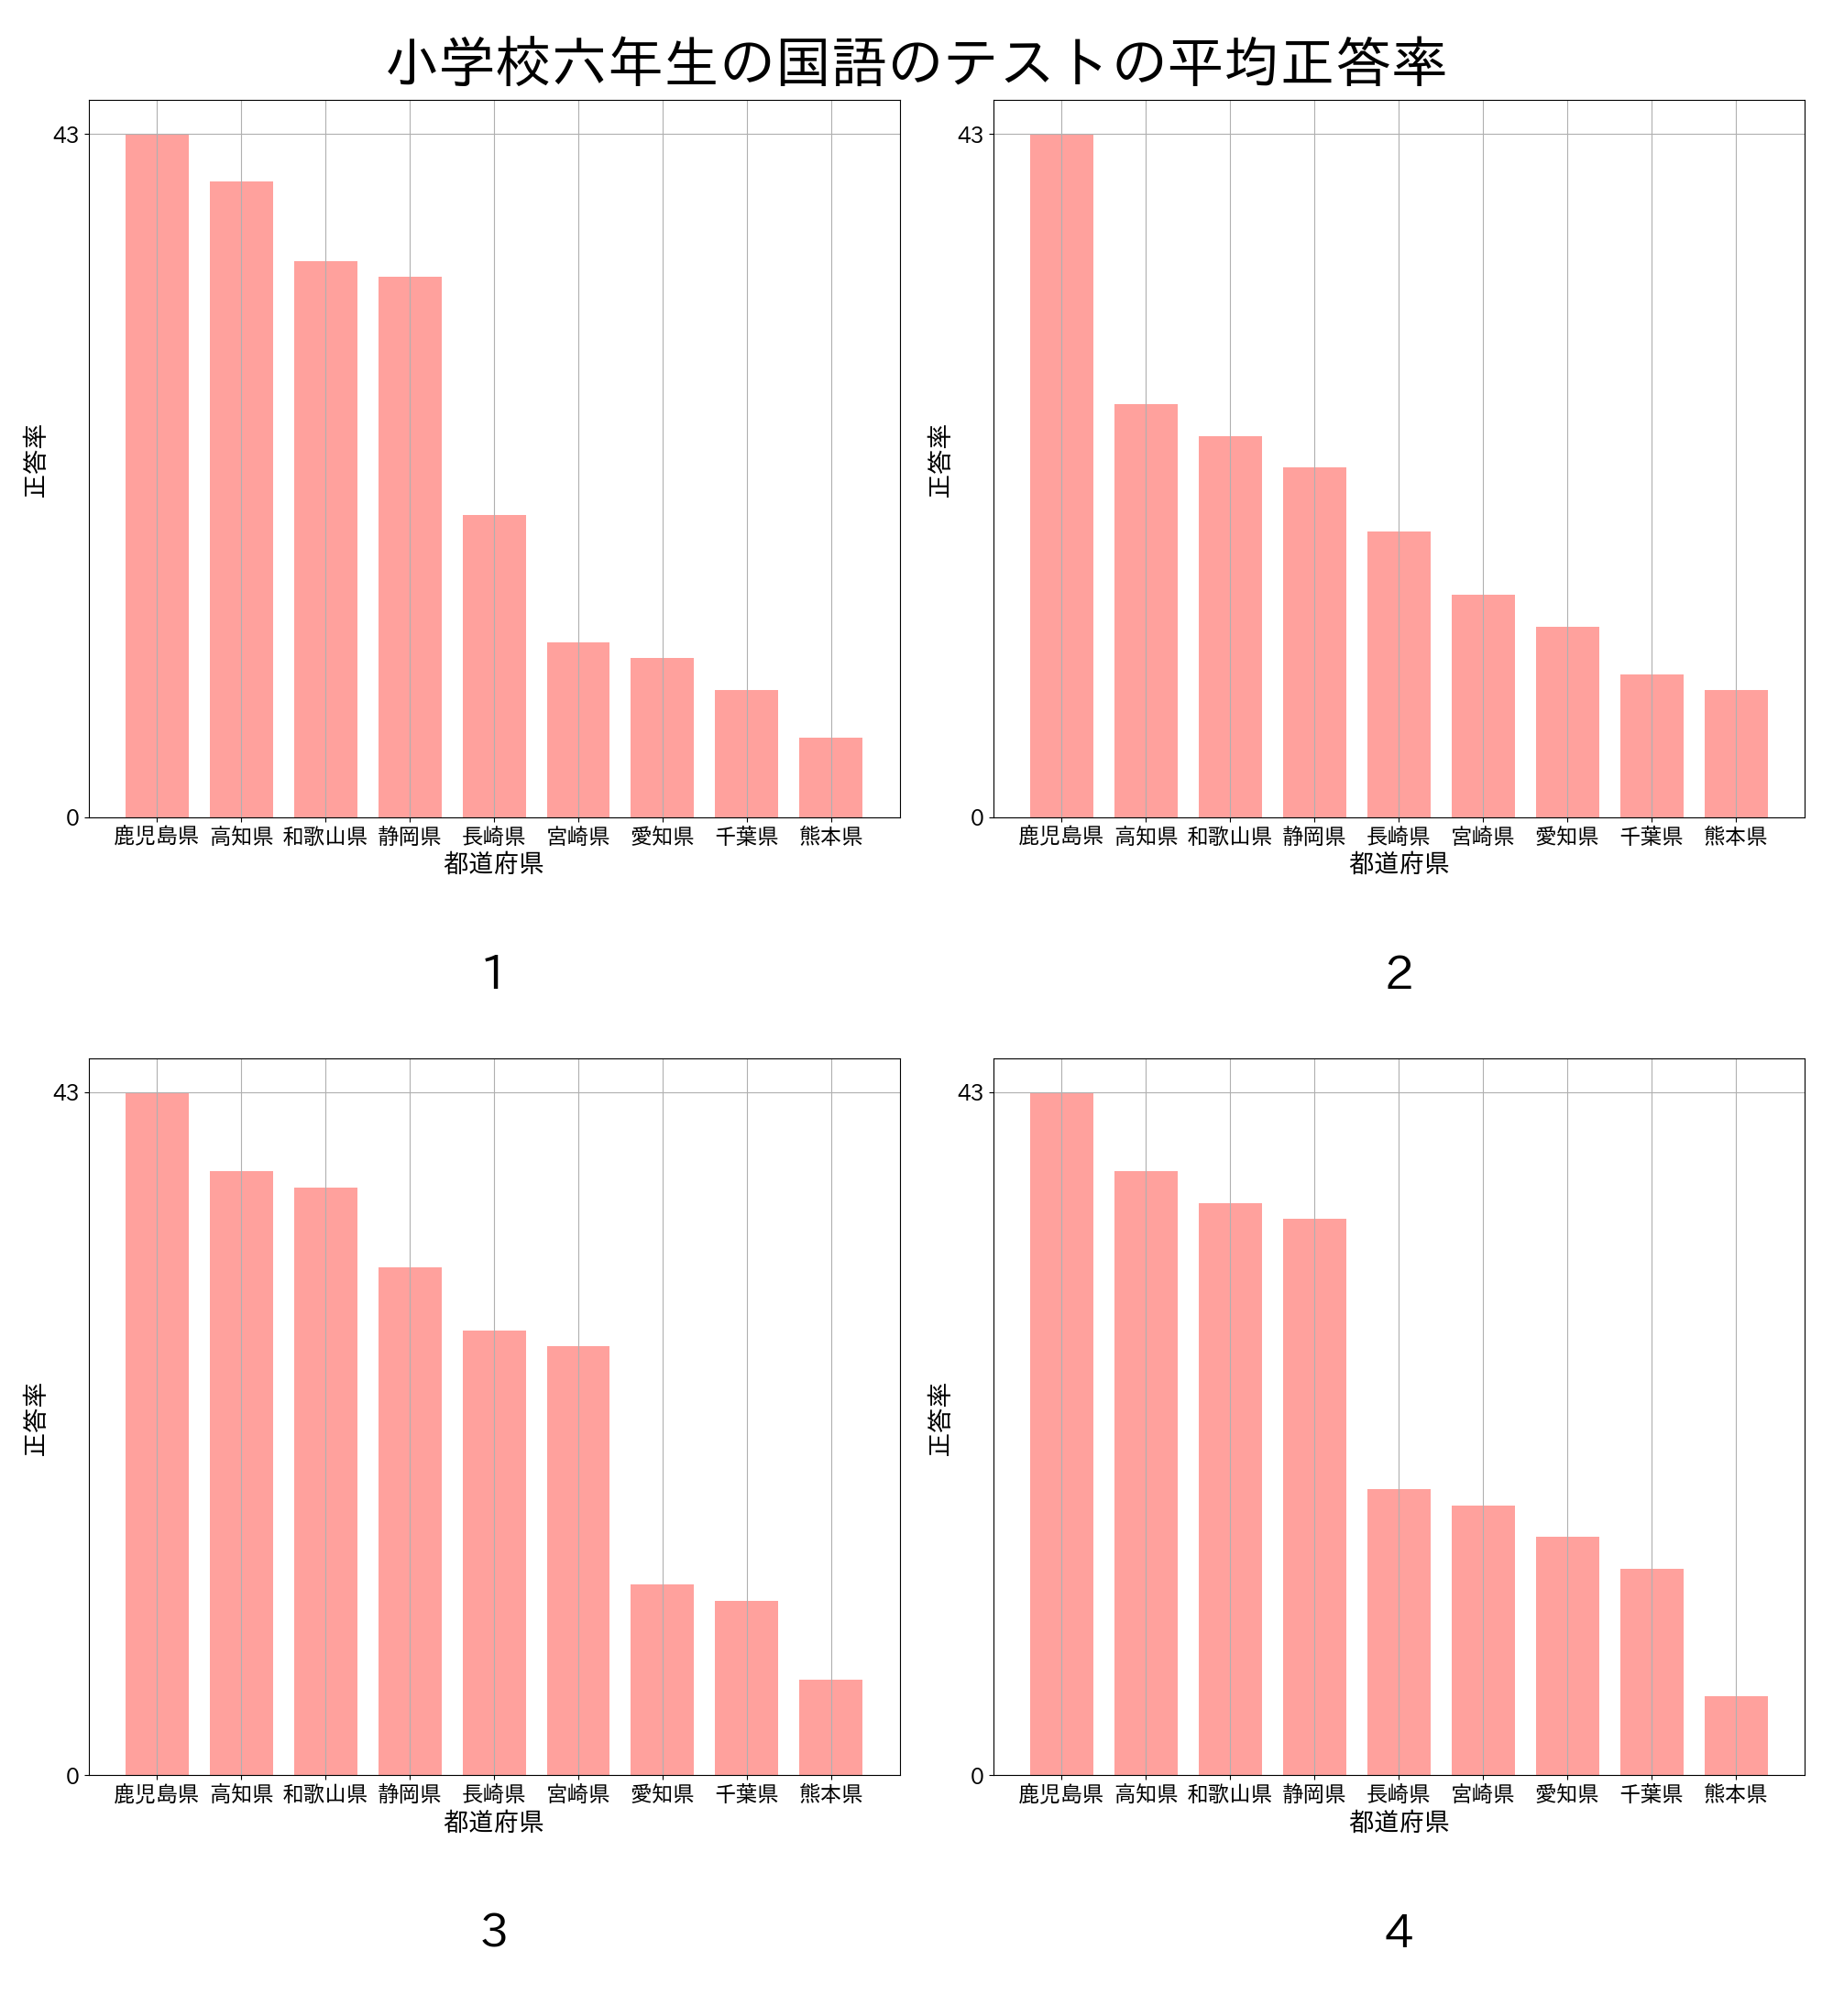 小学校六年生の国語のテストの平均正答率
43
0
正答率
鹿児島県 高知県 和歌山県 静岡県 長崎県 宮崎県 愛知県 千葉県 熊本県
都道府県
1
43
0
正答率
鹿児島県 高知県 和歌山県 静岡県 長崎県 宮崎県 愛知県 千葉県 熊本県
都道府県
2
43
0
正答率
鹿児島県 高知県 和歌山県 静岡県 長崎県 宮崎県 愛知県 千葉県 熊本県
都道府県
3
43
0
正答率
鹿児島県 高知県 和歌山県 静岡県 長崎県 宮崎県 愛知県 千葉県 熊本県
都道府県
4